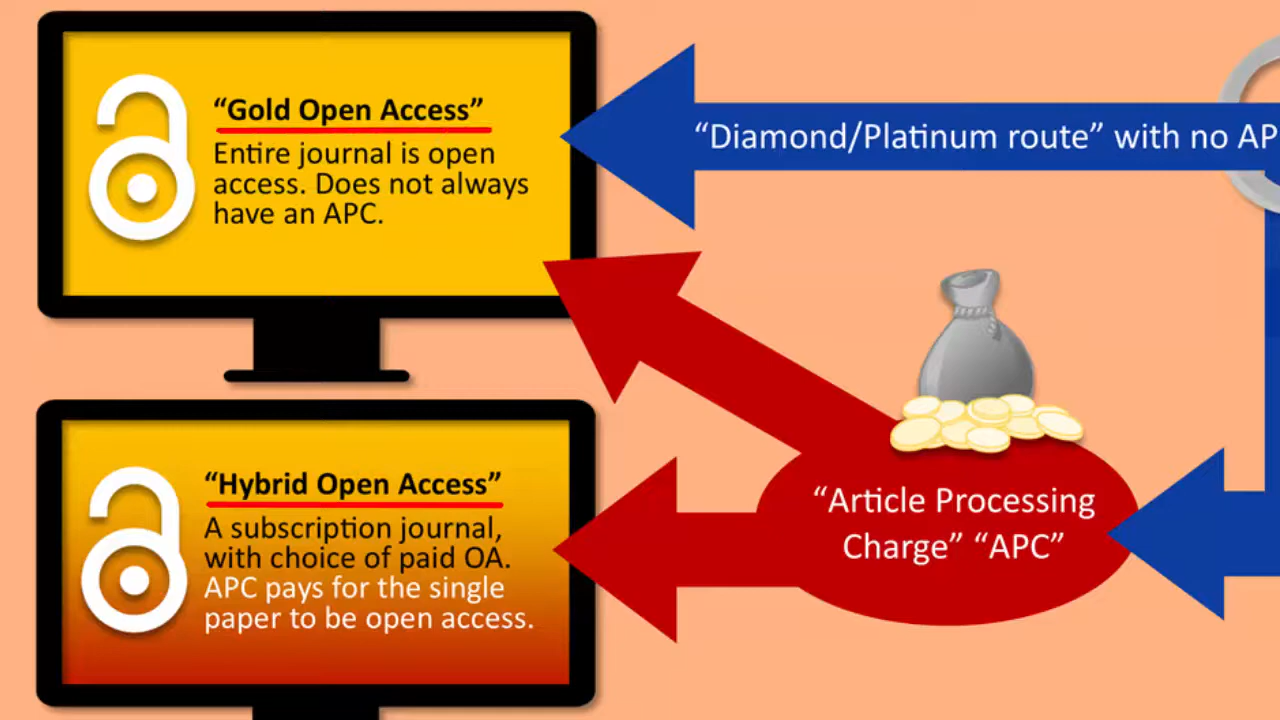 “Gold Open Access”
Entire journal is open
access. Does not always
have an APC.
“Diamond/Platinum route” with no AP
“Hybrid Open Access”
A subscription journal,
with choice of paid OA.
APC pays for the single
paper to be open access.
“Article Processing
Charge” “APC”